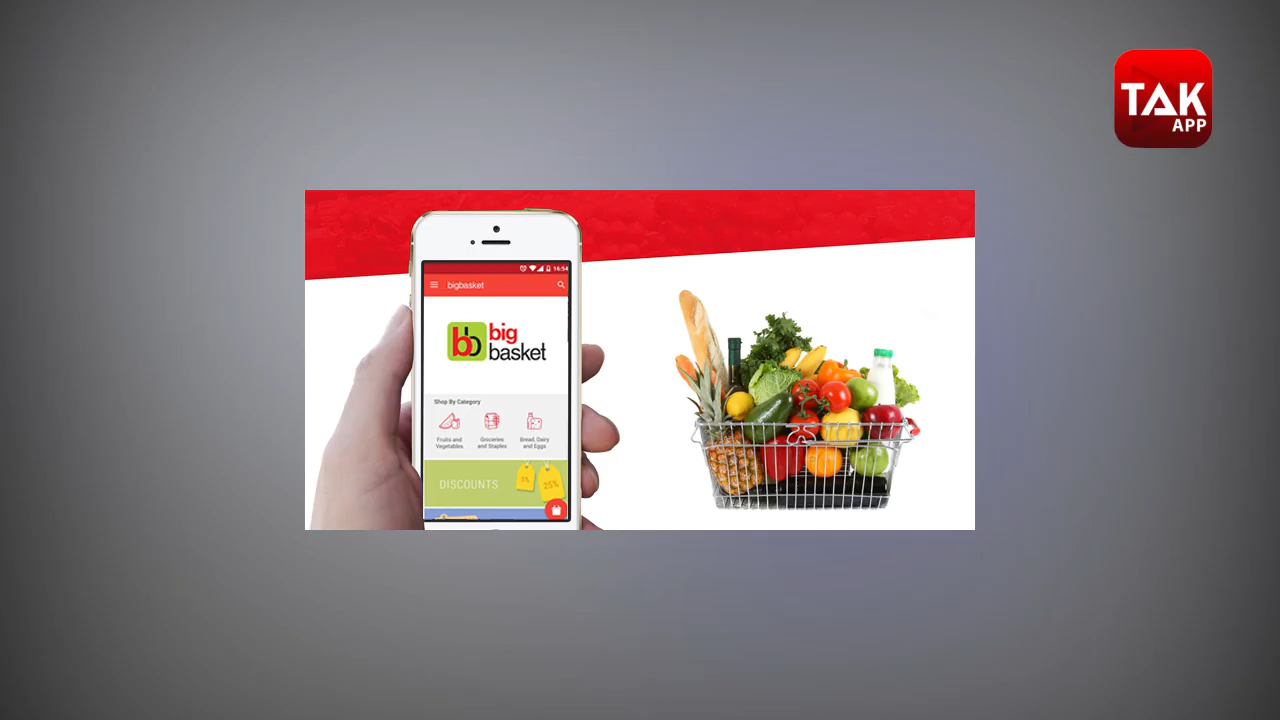 TAK
APP
16:54
bigbasket
big
basket
Shop By Category
Fruits and
Vegetables
Groceries
and Staples
Bread, Dairy
and Eggs
DISCOUNTS
25%